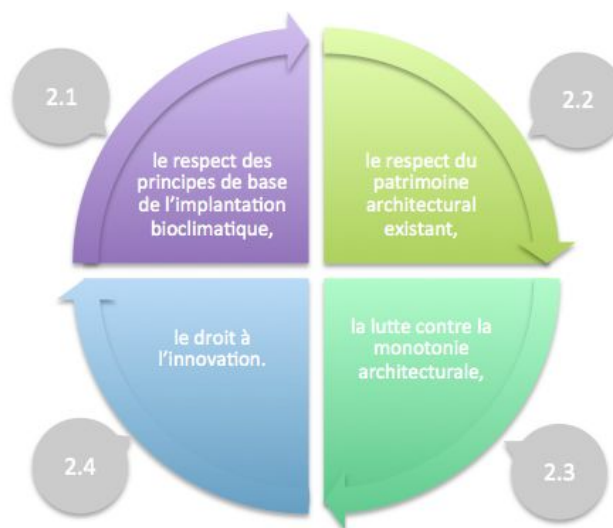 2.1
le respect des
principes de base
de l'implantation
bioclimatique,
2.2
le respect du
patrimoine
architectural
existant,
2.4
le droit à
l'innovation.
2.3
la lutte contre la
monotonie
architecturale,